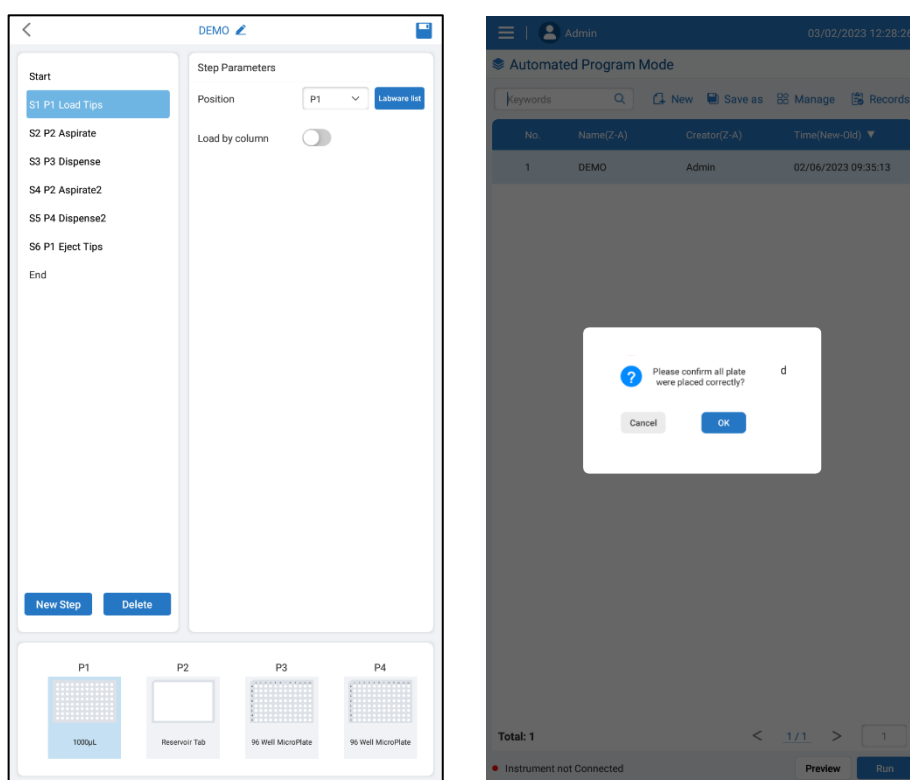 DEMO
Start
S1 P1 Load Tips
S2 P2 Aspirate
S3 P3 Dispense
S4 P2 Aspirate2
S5 P4 Dispense2
S6 P1 Eject Tips
End
New Step Delete
Step Parameters
Position P1 Labware list
Load by column
P1 P2 P3 P4
1000μL Reservoir Tab 96 Well MicroPlate 96 Well MicroPlate
Admin 03/02/2023 12:28:26
Automated Program Mode
Keywords New Save as Manage Records
No. Name(Z-A) Creator(Z-A) Time(New-Old) ▼
1 DEMO Admin 02/06/2023 09:35:13
Please confirm all plate d
were placed correctly?
Cancel OK
Total: 1 < 1/1 > 1
Instrument not Connected Preview Run